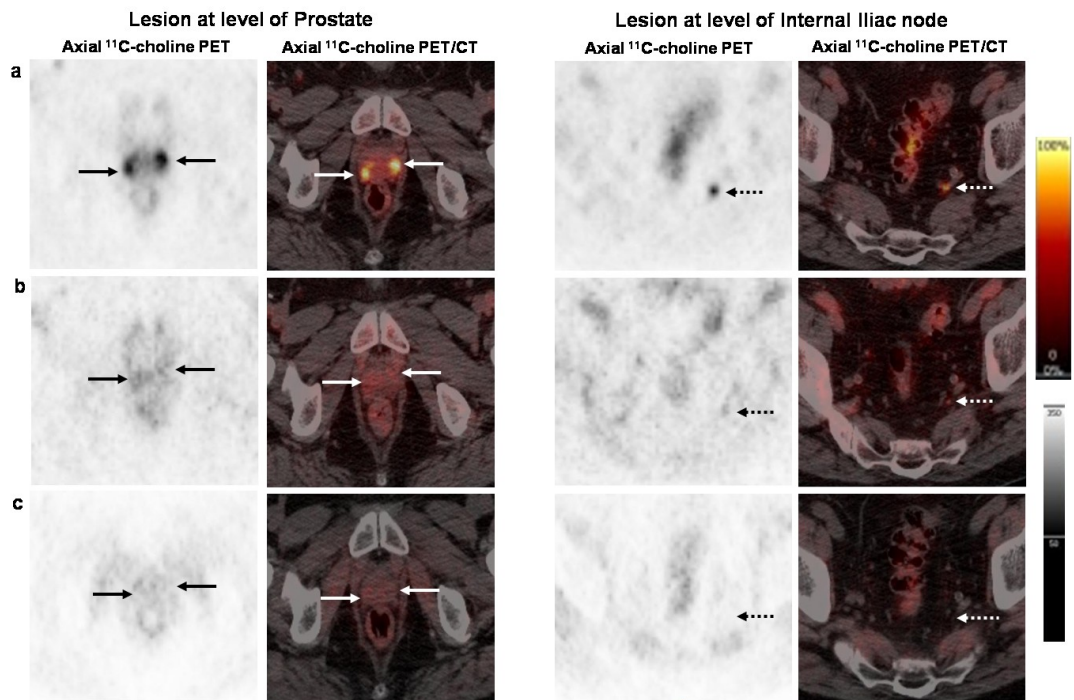 Lesion at level of Prostate
Lesion at level of Internal Iliac node
Axial ¹¹C-choline PET
Axial ¹¹C-choline PET/CT
Axial ¹¹C-choline PET
Axial ¹¹C-choline PET/CT
a
100%
0
0%
b
350
50
c